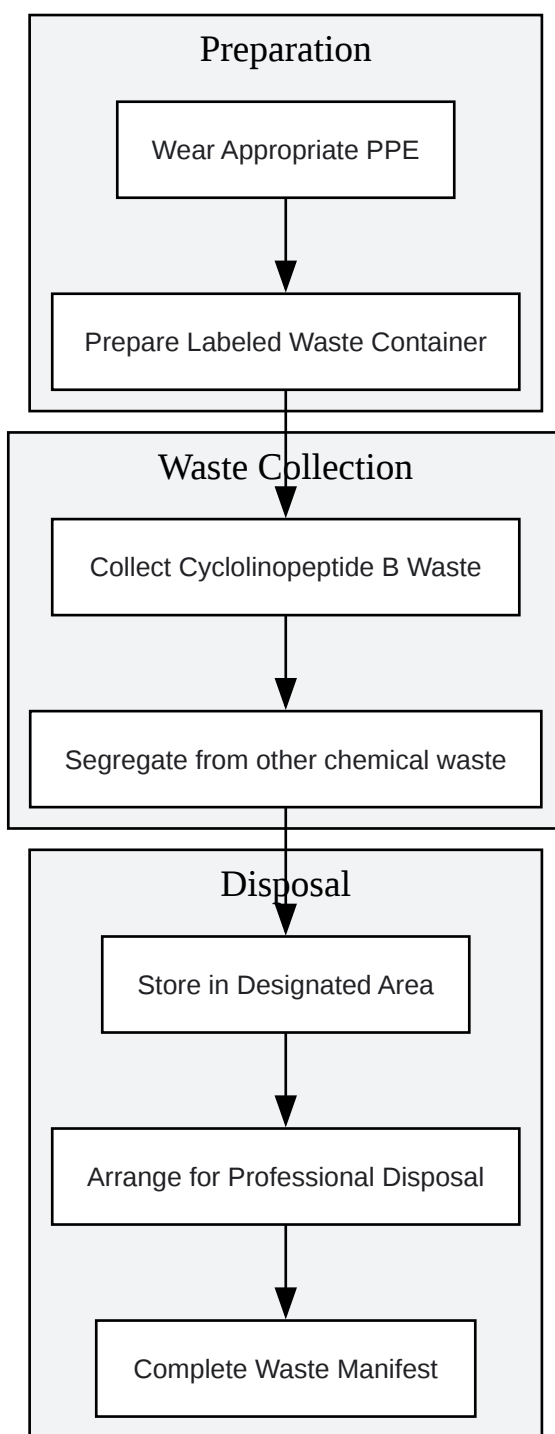 Preparation
Wear Appropriate PPE
Prepare Labeled Waste Container
Waste Collection
Collect Cyclolinopeptide B Waste
Segregate from other chemical waste
Disposal
Store in Designated Area
Arrange for Professional Disposal
Complete Waste Manifest